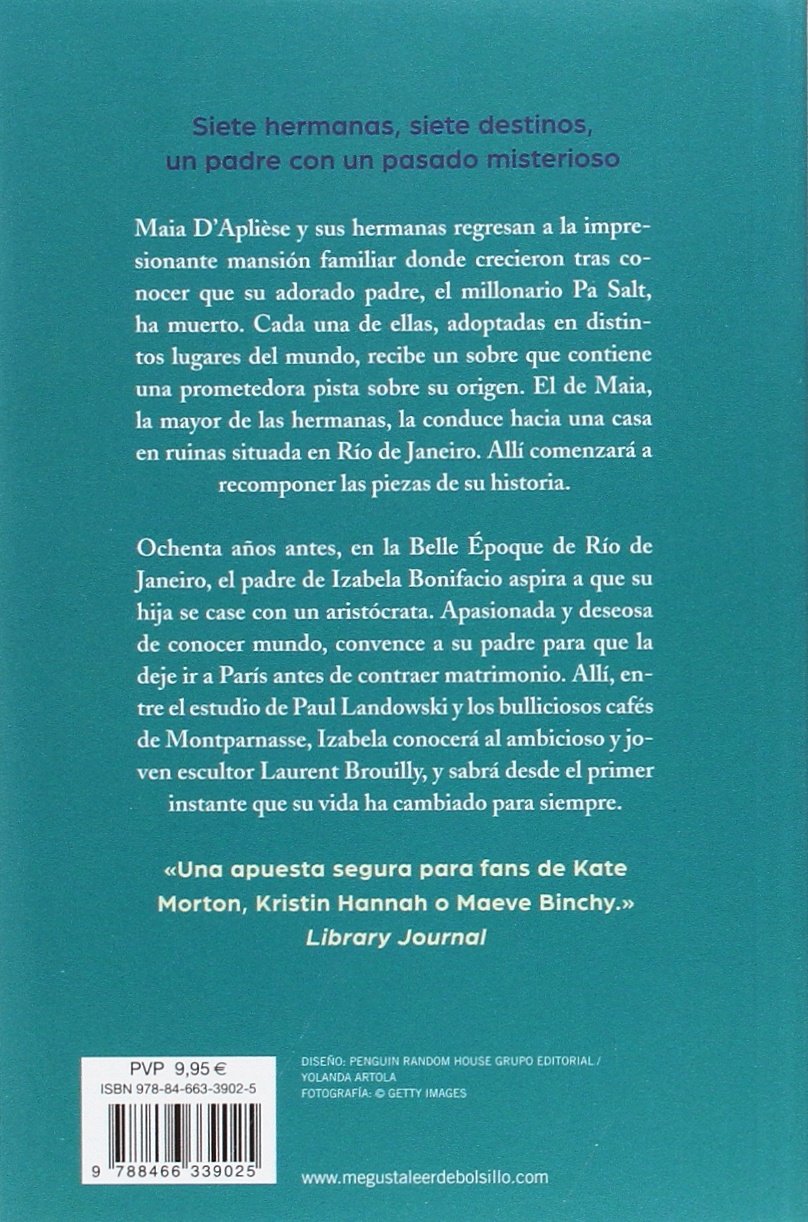 Siete hermanas, siete destinos,
un padre con un pasado misterioso
Maia D'Aplièse y sus hermanas regresan a la impre-
sionante mansión familiar donde crecieron tras co-
nocer que su adorado padre, el millonario Pa Salt,
ha muerto. Cada una de ellas, adoptadas en distin-
tos lugares del mundo, recibe un sobre que contiene
una prometedora pista sobre su origen. El de Maia,
la mayor de las hermanas, la conduce hacia una casa
en ruinas situada en Río de Janeiro. Allí comenzará a
recomponer las piezas de su historia.
Ochenta años antes, en la Belle Époque de Río de
Janeiro, el padre de Izabela Bonifacio aspira a que su
hija se case con un aristócrata. Apasionada y deseosa
de conocer mundo, convence a su padre para que la
deje ir a París antes de contraer matrimonio. Allí, en-
tre el estudio de Paul Landowski y los bulliciosos cafés
de Montparnasse, Izabela conocerá al ambicioso y jo-
ven escultor Laurent Brouilly, y sabrá desde el primer
instante que su vida ha cambiado para siempre.
«Una apuesta segura para fans de Kate
Morton, Kristin Hannah o Maeve Binchy.»
Library Journal
PVP 9,95 €
ISBN 978-84-663-3902-5
9 788466 339025
DISEÑO: PENGUIN RANDOM HOUSE GRUPO EDITORIAL /
YOLANDA ARTOLA
FOTOGRAFÍA: © GETTY IMAGES
www.megustaleerdebolsillo.com